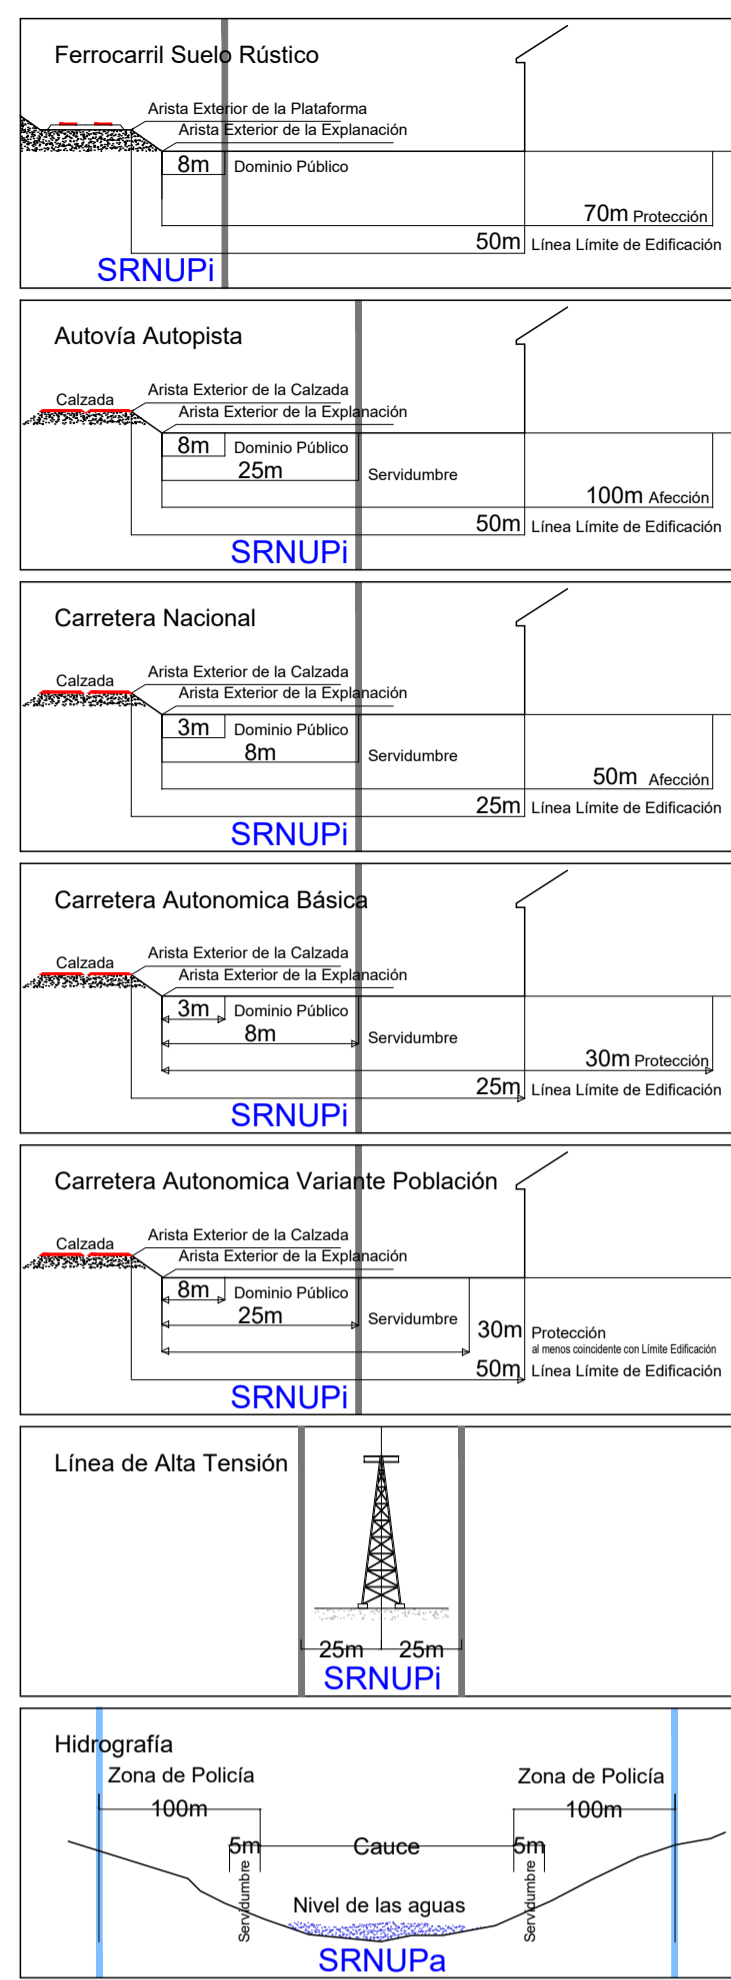 Ferrocarril Suelo Rústico
Arista Exterior de la Plataforma
Arista Exterior de la Explanación
8m Dominio Público
70m Protección
50m Línea Límite de Edificación
SRNUPi
Autovía Autopista
Calzada
Arista Exterior de la Calzada
Arista Exterior de la Explanación
8m Dominio Público
25m Servidumbre
100m Afección
50m Línea Límite de Edificación
SRNUPi
Carretera Nacional
Calzada
Arista Exterior de la Calzada
Arista Exterior de la Explanación
3m Dominio Público
8m Servidumbre
50m Afección
25m Línea Límite de Edificación
SRNUPi
Carretera Autonomica Básica
Calzada
Arista Exterior de la Calzada
Arista Exterior de la Explanación
3m Dominio Público
8m Servidumbre
30m Protección
25m Línea Límite de Edificación
SRNUPi
Carretera Autonomica Variante Población
Calzada
Arista Exterior de la Calzada
Arista Exterior de la Explanación
8m Dominio Público
25m Servidumbre
30m Protección
al menos coincidente con Límite Edificación
50m Línea Límite de Edificación
SRNUPi
Línea de Alta Tensión
25m 25m
SRNUPi
Hidrografía
Zona de Policía Zona de Policía
100m 100m
5m Cauce 5m
Servidumbre Servidumbre
Nivel de las aguas
SRNUPa